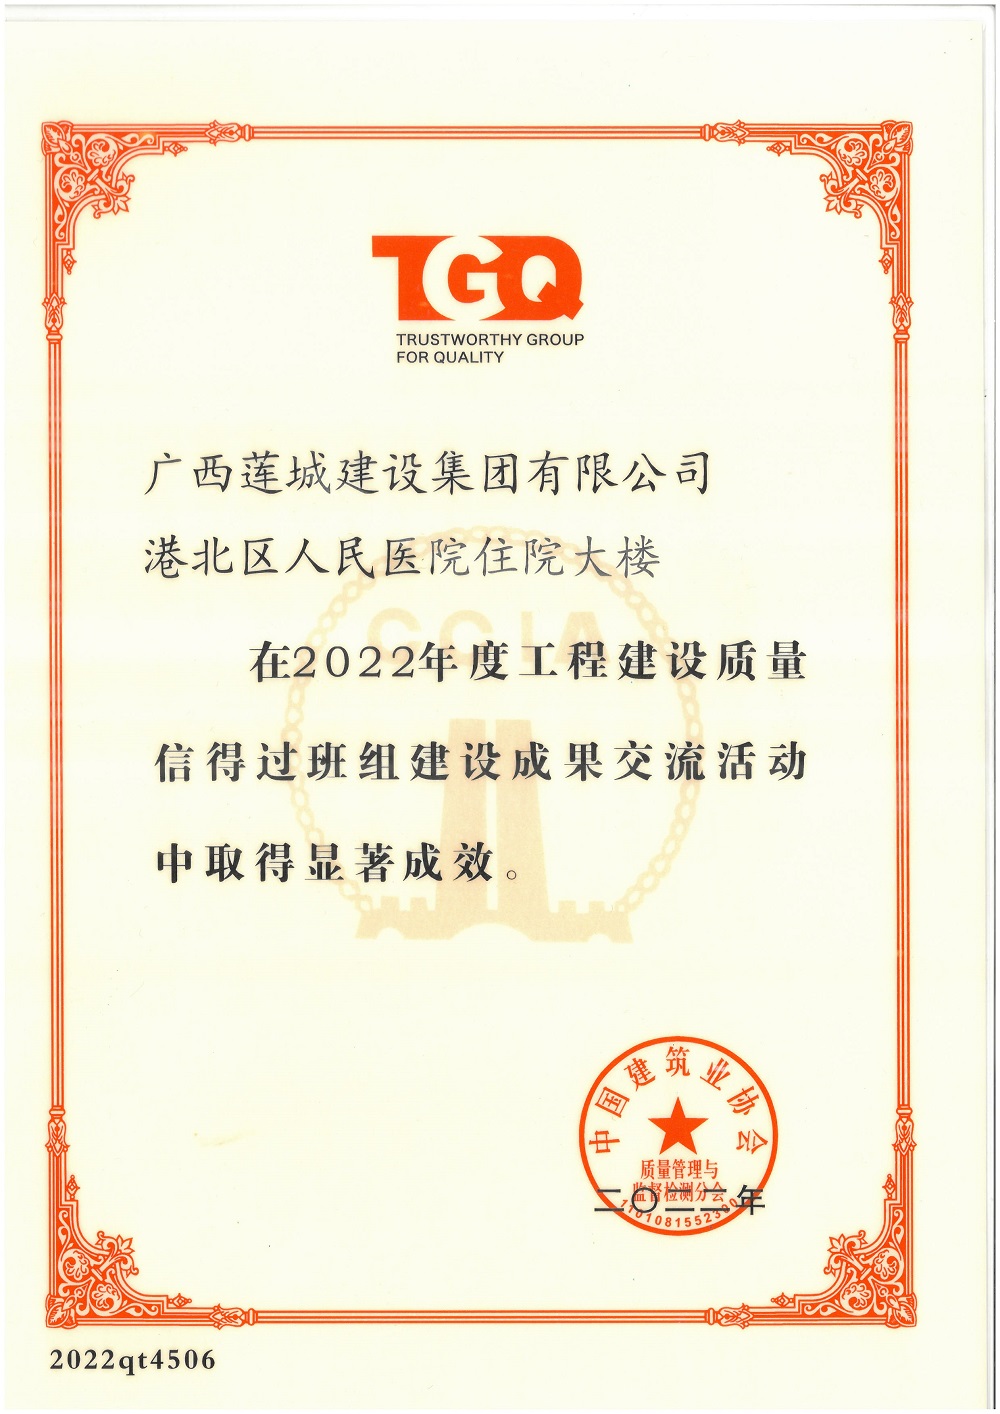 TGQ
TRUSTWORTHY GROUP
FOR QUALITY
广西莲城建设集团有限公司
港北区人民医院住院大楼
CCIA
在2022年度工程建设质量
信得过班组建设成果交流活动
中取得显著成效。
中国建筑业协会
质量管理与
监督检测分会
二〇二二年
2022qt4506